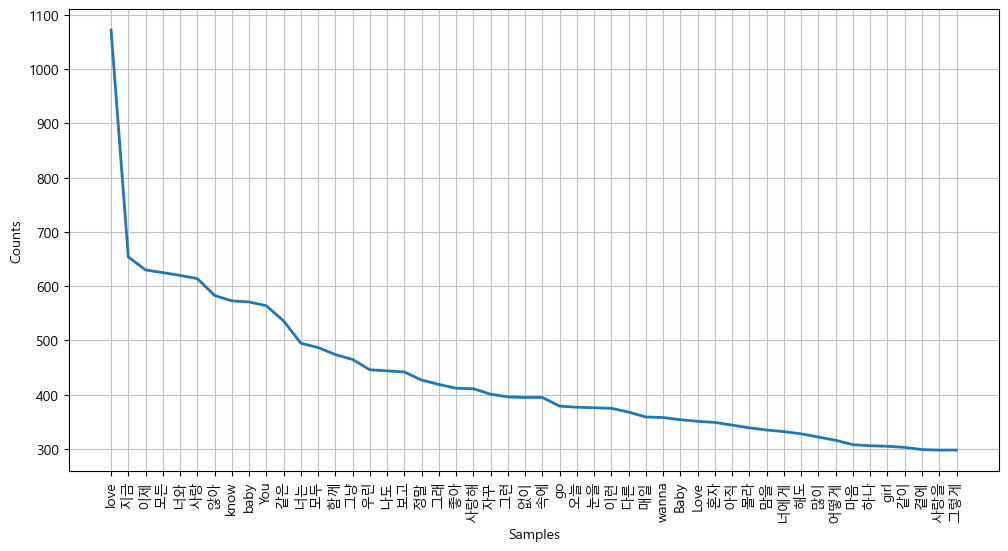 1100
1000
900
800
700
600
500
400
300
Counts
love
지금
이제
모든
너와
사랑
않아
know
baby
You
같은
너는
모두
함께
그냥
우린
나도
보고
정말
그래
좋아
사랑해
자꾸
그런
없이
속에
go
오늘
눈을
이런
다른
매일
wanna
Baby
Love
혼자
아직
몰라
맘을
너에게
해도
많이
어떻게
마음
하나
girl
같이
곁에
사랑을
그렇게
Samples